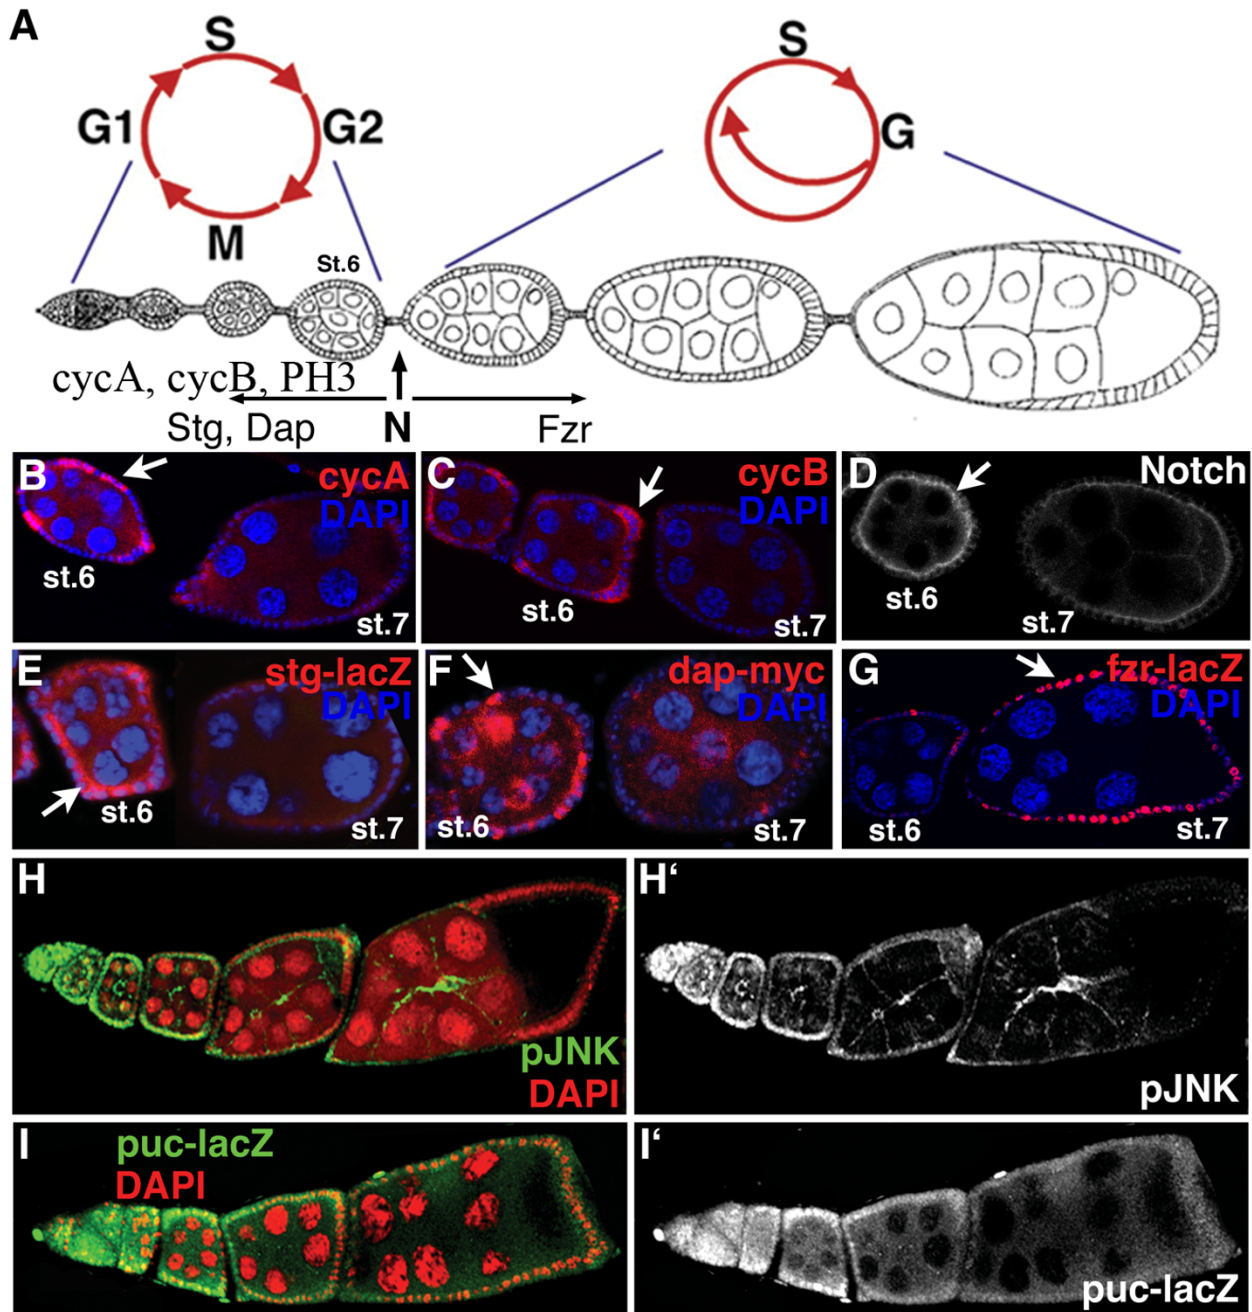 A
S
S
G1
G2
G
M
St.6
cycA, cycB, PH3
Stg, Dap
N
Fzr
B
cycA
DAPI
st.6
st.7
C
cycB
DAPI
st.6
st.7
D
Notch
st.6
st.7
E
stg-lacZ
DAPI
st.6
st.7
F
dap-myc
DAPI
st.6
st.7
G
fzr-lacZ
DAPI
st.6
st.7
H
pJNK
DAPI
H‘
pJNK
I
puc-lacZ
DAPI
I‘
puc-lacZ